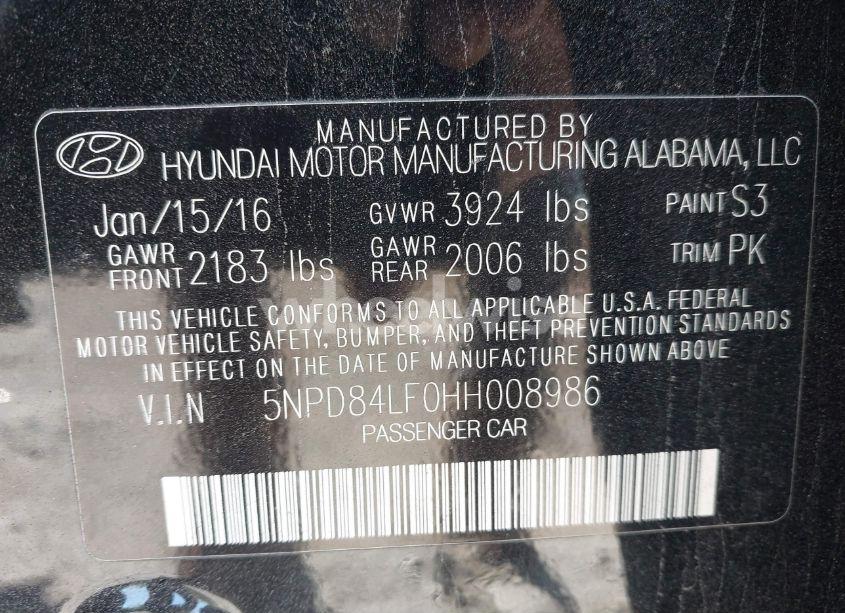 MANUFACTURED BY
HYUNDAI MOTOR MANUFACTURING ALABAMA, LLC
Jan/15/16 GVWR 3924 lbs PAINT S3
GAWR FRONT 2183 lbs GAWR REAR 2006 lbs TRIM PK
THIS VEHICLE CONFORMS TO ALL APPLICABLE U.S.A. FEDERAL
MOTOR VEHICLE SAFETY, BUMPER, AND THEFT PREVENTION STANDARDS
IN EFFECT ON THE DATE OF MANUFACTURE SHOWN ABOVE
V.I.N 5NPD84LF0HH008986
PASSENGER CAR